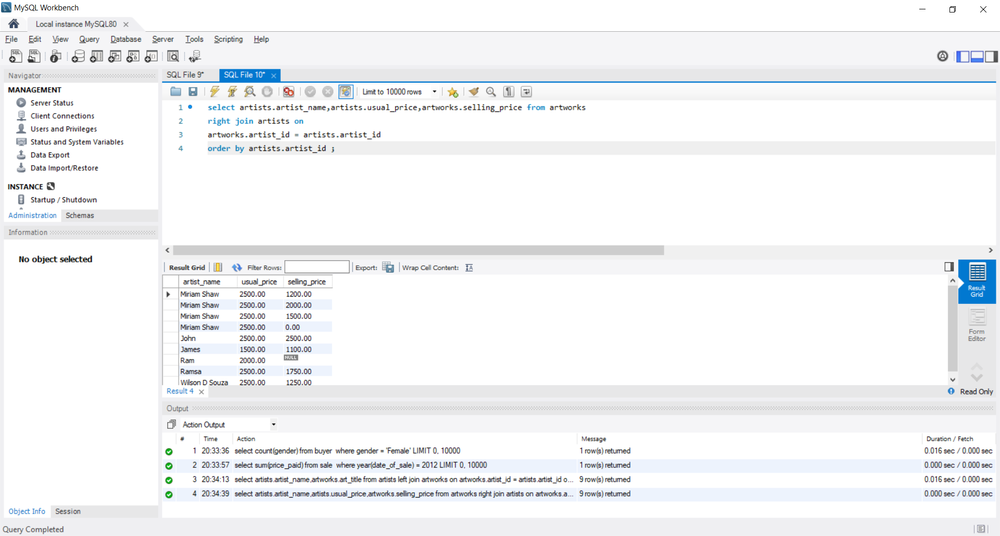 MySQL Workbench
Local instance MySQL80
File Edit View Query Database Server Tools Scripting Help
Navigator
MANAGEMENT
Server Status
Client Connections
Users and Privileges
Status and System Variables
Data Export
Data Import/Restore
INSTANCE
Startup / Shutdown
Administration Schemas
Information
No object selected
Object Info Session
SQL File 9* SQL File 10*
Limit to 10000 rows
1 select artists.artist_name,artists.usual_price,artworks.selling_price from artworks
2 right join artists on
3 artworks.artist_id = artists.artist_id
4 order by artists.artist_id ;
Result Grid Filter Rows: Export: Wrap Cell Content:
artist_name usual_price selling_price
Miriam Shaw 2500.00 1200.00
Miriam Shaw 2500.00 2000.00
Miriam Shaw 2500.00 1500.00
Miriam Shaw 2500.00 0.00
John 2500.00 2500.00
James 1500.00 1100.00
Ram 2000.00 NULL
Ramsa 2500.00 1750.00
Wilson D Souza 2500.00 1250.00
Result
Grid
Form
Editor
Result 4
Read Only
Output
Action Output
# Time Action Message Duration / Fetch
1 20:33:36 select count(gender) from buyer where gender = 'Female' LIMIT 0, 10000 1 row(s) returned 0.016 sec / 0.000 sec
2 20:33:57 select sum(price_paid) from sale where year(date_of_sale) = 2012 LIMIT 0, 10000 1 row(s) returned 0.000 sec / 0.000 sec
3 20:34:13 select artists.artist_name,artworks.art_title from artists left join artworks on artworks.artist_id = artists.artist_id o... 9 row(s) returned 0.016 sec / 0.000 sec
4 20:34:39 select artists.artist_name,artists.usual_price,artworks.selling_price from artworks right join artists on artworks.a... 9 row(s) returned 0.000 sec / 0.000 sec
Query Completed